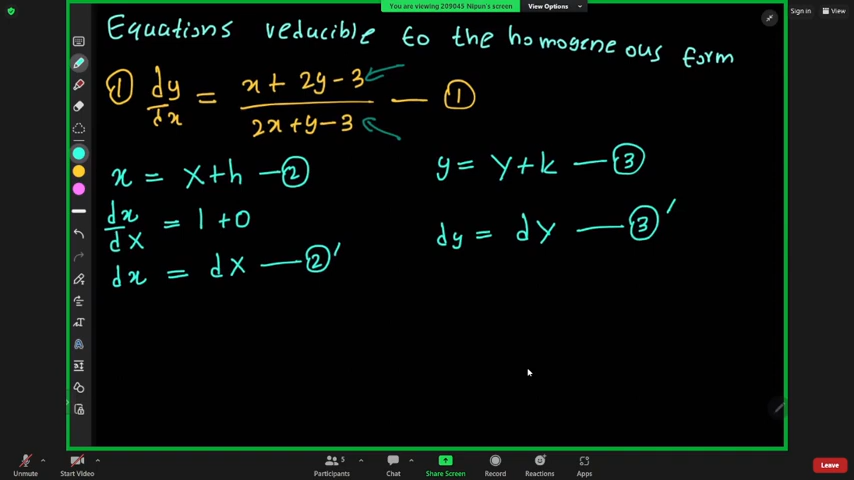 You are viewing 209045 Nipun's screen
View Options
Sign in
View
Equations reducible to the homogeneous form
① dy/dx = (x + 2y - 3)/(2x + y - 3) — ①
x = X + h — ②
y = Y + k — ③
dx/dX = 1 + 0
dy = dY — ③'
dx = dX — ②'
Unmute
Start Video
5
Participants
Chat
Share Screen
Record
Reactions
Apps
Leave